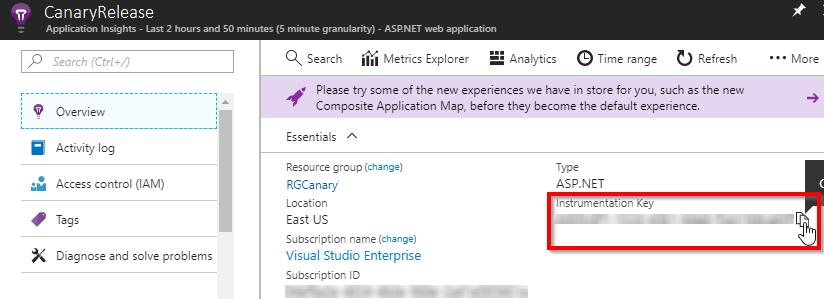 CanaryRelease
Application Insights - Last 2 hours and 50 minutes (5 minute granularity) - ASP.NET web application
Search (Ctrl+/)
Overview
Activity log
Access control (IAM)
Tags
Diagnose and solve problems
Search
Metrics Explorer
Analytics
Time range
Refresh
More
Please try some of the new experiences we have in store for you, such as the new
Composite Application Map, before they become the default experience.
Essentials
Resource group (change)
RGCanary
Location
East US
Subscription name (change)
Visual Studio Enterprise
Subscription ID
Type
ASP.NET
Instrumentation Key